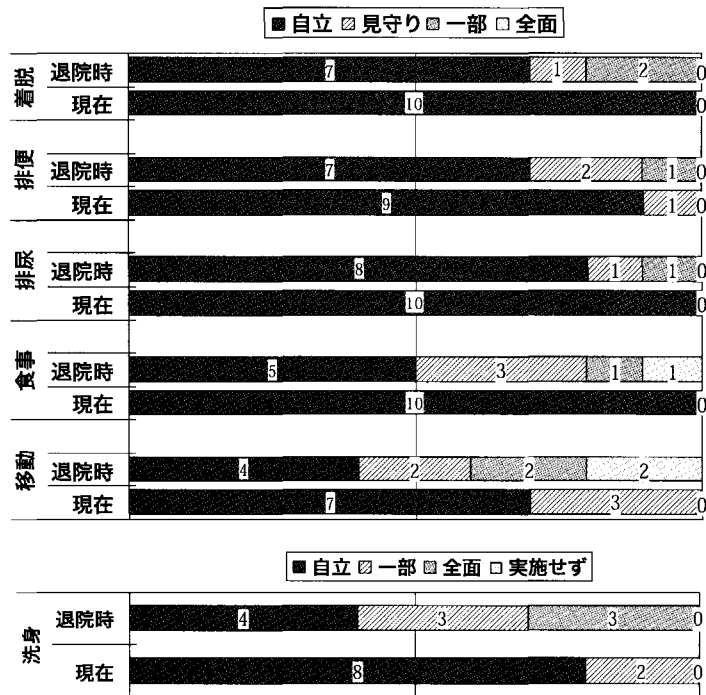 ■自立 ▨見守り ▩一部 □全面
着脱
退院時 7 1 2 0
現在 10 0
排便
退院時 7 2 1 0
現在 9 1 0
排尿
退院時 8 1 1 0
現在 10 0
食事
退院時 5 3 1 1
現在 10 0
移動
退院時 4 2 2 2
現在 7 3 0
■自立 ▨一部 ▩全面 □実施せず
洗身
退院時 4 3 3 0
現在 8 2 0